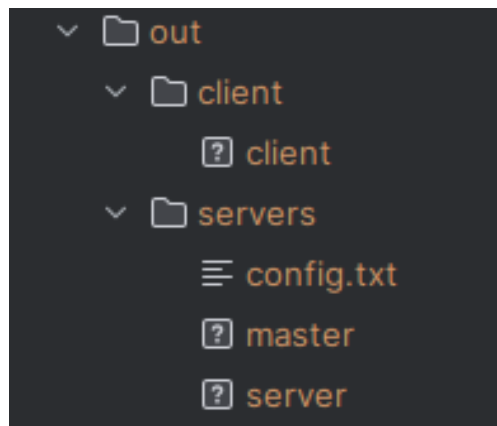 out
client
client
servers
config.txt
master
server